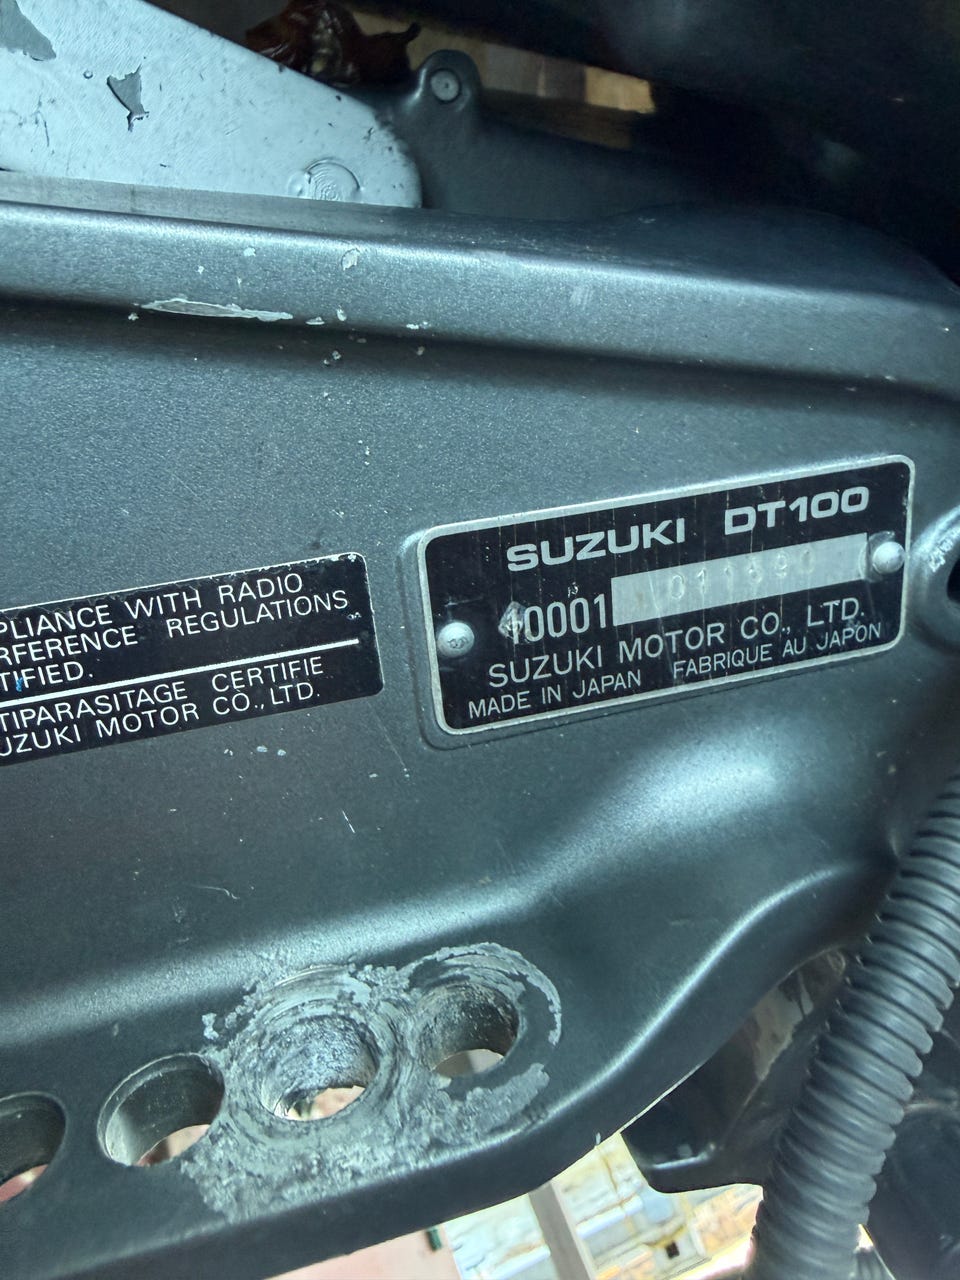 PLIANCE WITH RADIO
RFERENCE REGULATIONS
TIFIED.
TIPARASITAGE CERTIFIE
UZUKI MOTOR CO., LTD.
SUZUKI DT100
10001
SUZUKI MOTOR CO., LTD.
MADE IN JAPAN FABRIQUE AU JAPON